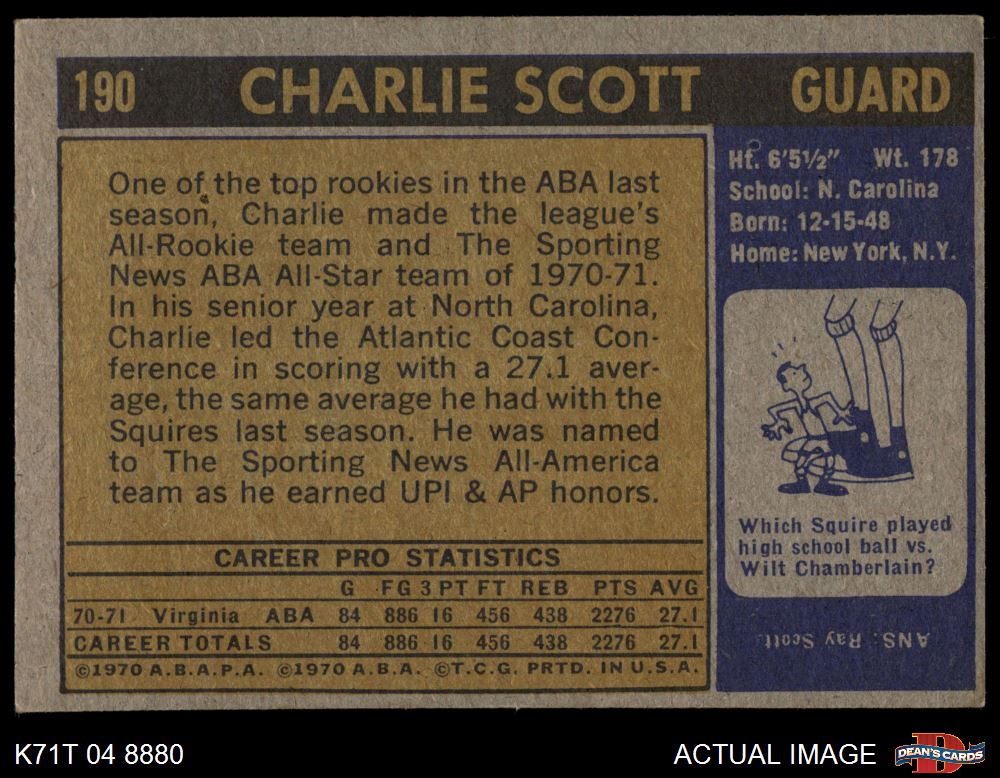 190 CHARLIE SCOTT GUARD
One of the top rookies in the ABA last
season, Charlie made the league's
All-Rookie team and The Sporting
News ABA All-Star team of 1970-71.
In his senior year at North Carolina,
Charlie led the Atlantic Coast Con-
ference in scoring with a 27.1 aver-
age, the same average he had with the
Squires last season. He was named
to The Sporting News All-America
team as he earned UPI & AP honors.
CAREER PRO STATISTICS
G FG 3 PT FT REB PTS AVG
70-71 Virginia ABA 84 886 16 456 438 2276 27.1
CAREER TOTALS 84 886 16 456 438 2276 27.1
©1970 A.B.A.P.A. ©1970 A.B.A. ©T.C.G. PRTD. IN U.S.A.
Ht. 6'5½" Wt. 178
School: N. Carolina
Born: 12-15-48
Home: New York, N.Y.
Which Squire played
high school ball vs.
Wilt Chamberlain?
ANS: Ray Scott.
K71T 04 8880
ACTUAL IMAGE
D
DEAN'S CARDS